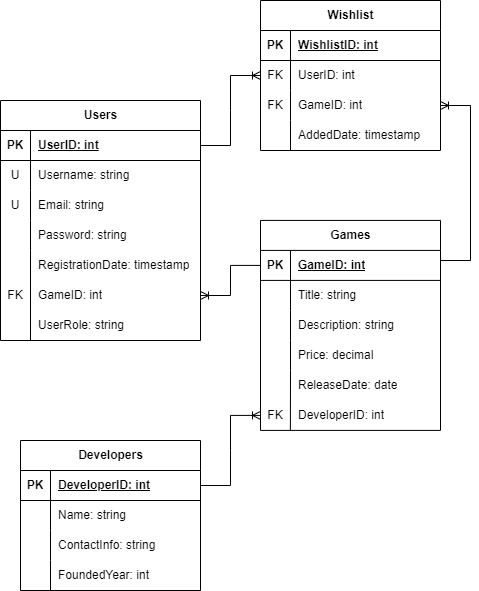 Wishlist
PK WishlistID: int
FK UserID: int
FK GameID: int
AddedDate: timestamp
Users
PK UserID: int
U Username: string
U Email: string
Password: string
RegistrationDate: timestamp
FK GameID: int
UserRole: string
Games
PK GameID: int
Title: string
Description: string
Price: decimal
ReleaseDate: date
FK DeveloperID: int
Developers
PK DeveloperID: int
Name: string
ContactInfo: string
FoundedYear: int